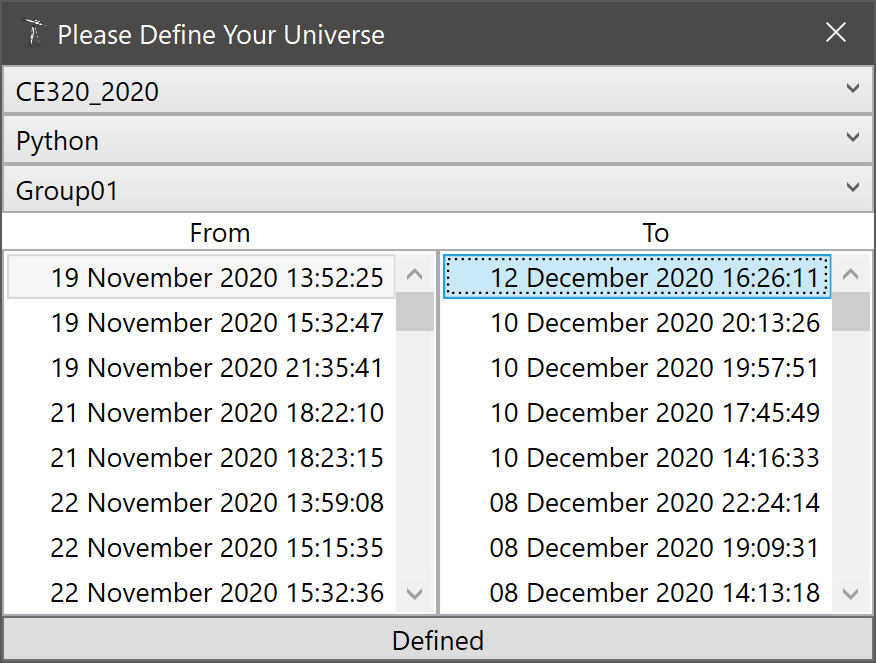 Please Define Your Universe
CE320_2020
Python
Group01
From To
19 November 2020 13:52:25 12 December 2020 16:26:11
19 November 2020 15:32:47 10 December 2020 20:13:26
19 November 2020 21:35:41 10 December 2020 19:57:51
21 November 2020 18:22:10 10 December 2020 17:45:49
21 November 2020 18:23:15 10 December 2020 14:16:33
22 November 2020 13:59:08 08 December 2020 22:24:14
22 November 2020 15:15:35 08 December 2020 19:09:31
22 November 2020 15:32:36 08 December 2020 14:13:18
Defined